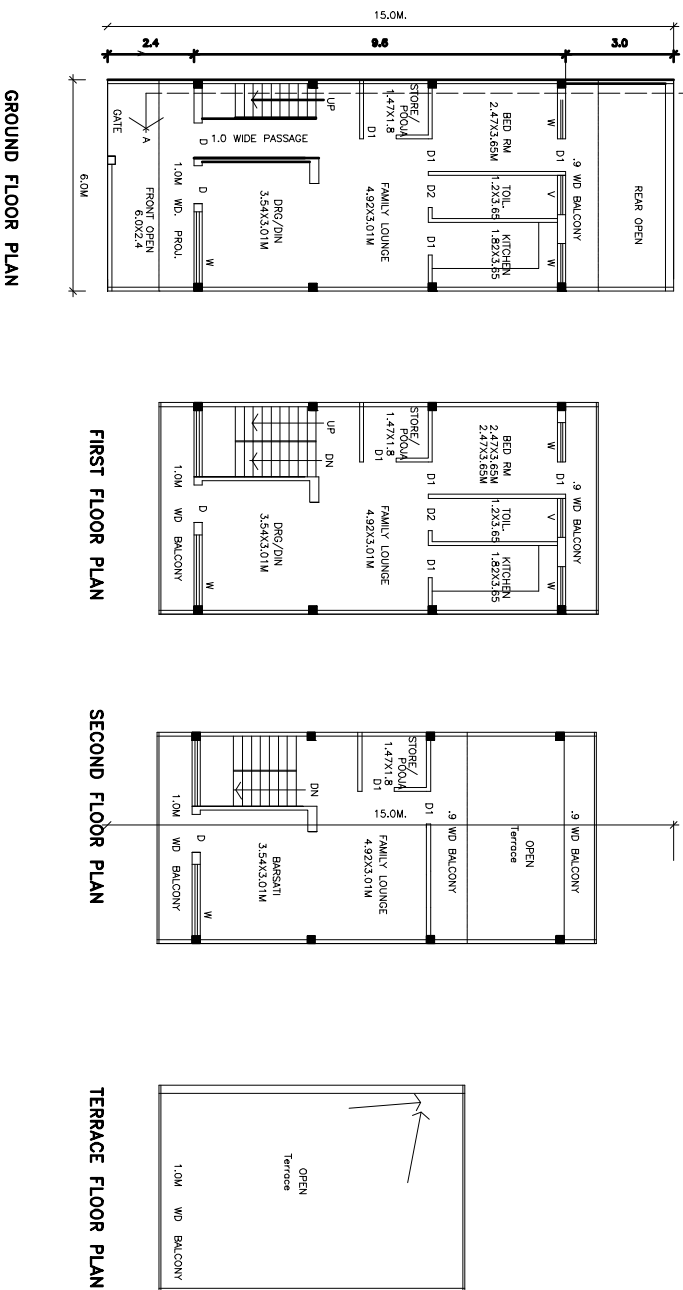 GROUND FLOOR PLAN
15.0M.
2.4
9.6
3.0
6.0M
GATE
A
FRONT OPEN
6.0X2.4
1.0M WD. PROJ.
D
D
W
UP
1.0 WIDE PASSAGE
DRG/DIN
3.54X3.01M
STORE/
POOJA
1.47X1.8
D1
FAMILY LOUNGE
4.92X3.01M
D1
D2
D1
BED RM
2.47X3.65M
TOIL.
1.2X3.65
KITCHEN
1.82X3.65
W
D1
V
W
.9 WD BALCONY
REAR OPEN
FIRST FLOOR PLAN
1.0M WD BALCONY
D
W
UP
DN
DRG/DIN
3.54X3.01M
STORE/
POOJA
1.47X1.8
D1
FAMILY LOUNGE
4.92X3.01M
D1
D2
D1
BED RM
2.47X3.65M
2.47X3.65M
TOIL.
1.2X3.65
KITCHEN
1.82X3.65
W
D1
V
W
.9 WD BALCONY
SECOND FLOOR PLAN
1.0M WD BALCONY
D
W
DN
BARSATI
3.54X3.01M
STORE/
POOJA
1.47X1.8
D1
15.0M.
FAMILY LOUNGE
4.92X3.01M
D1
.9 WD BALCONY
OPEN
Terrace
.9 WD BALCONY
TERRACE FLOOR PLAN
1.0M WD BALCONY
OPEN
Terrace